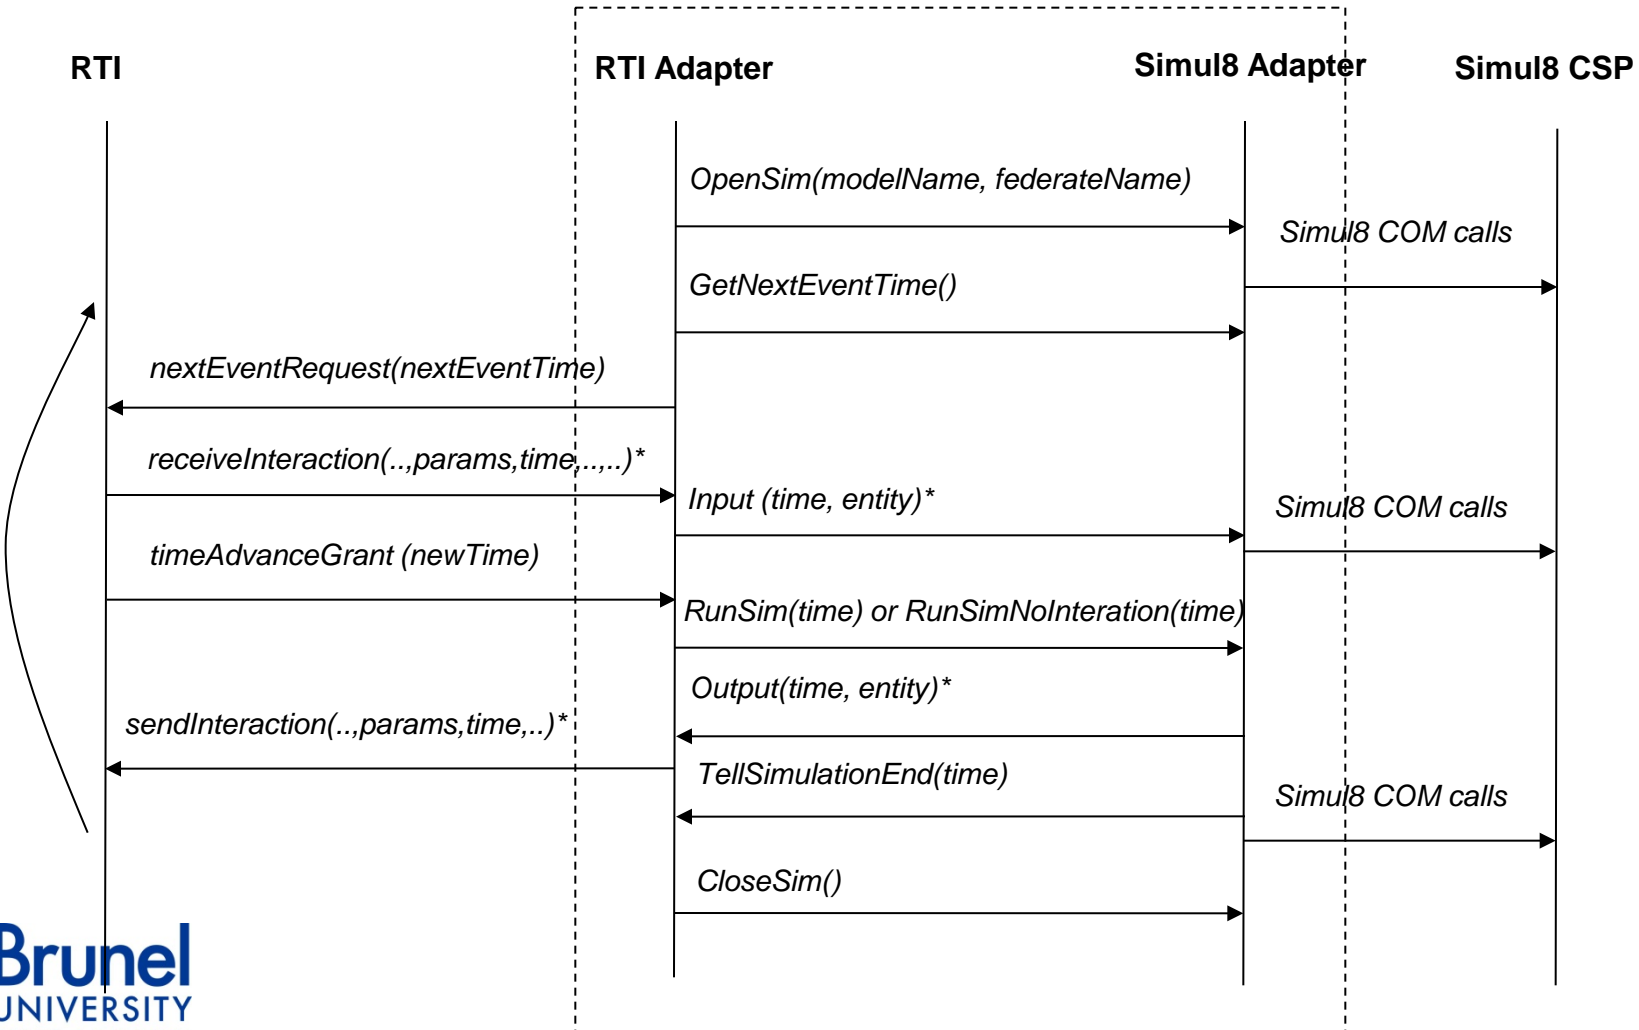 RTI
RTI Adapter
Simul8 Adapter
Simul8 CSP
OpenSim(modelName, federateName)
Simul8 COM calls
GetNextEventTime()
nextEventRequest(nextEventTime)
receiveInteraction(..,params,time,..,..)*
Input (time, entity)*
Simul8 COM calls
timeAdvanceGrant (newTime)
RunSim(time) or RunSimNoInteration(time)
Output(time, entity)*
sendInteraction(..,params,time,..)*
TellSimulationEnd(time)
Simul8 COM calls
CloseSim()
Brunel
UNIVERSITY